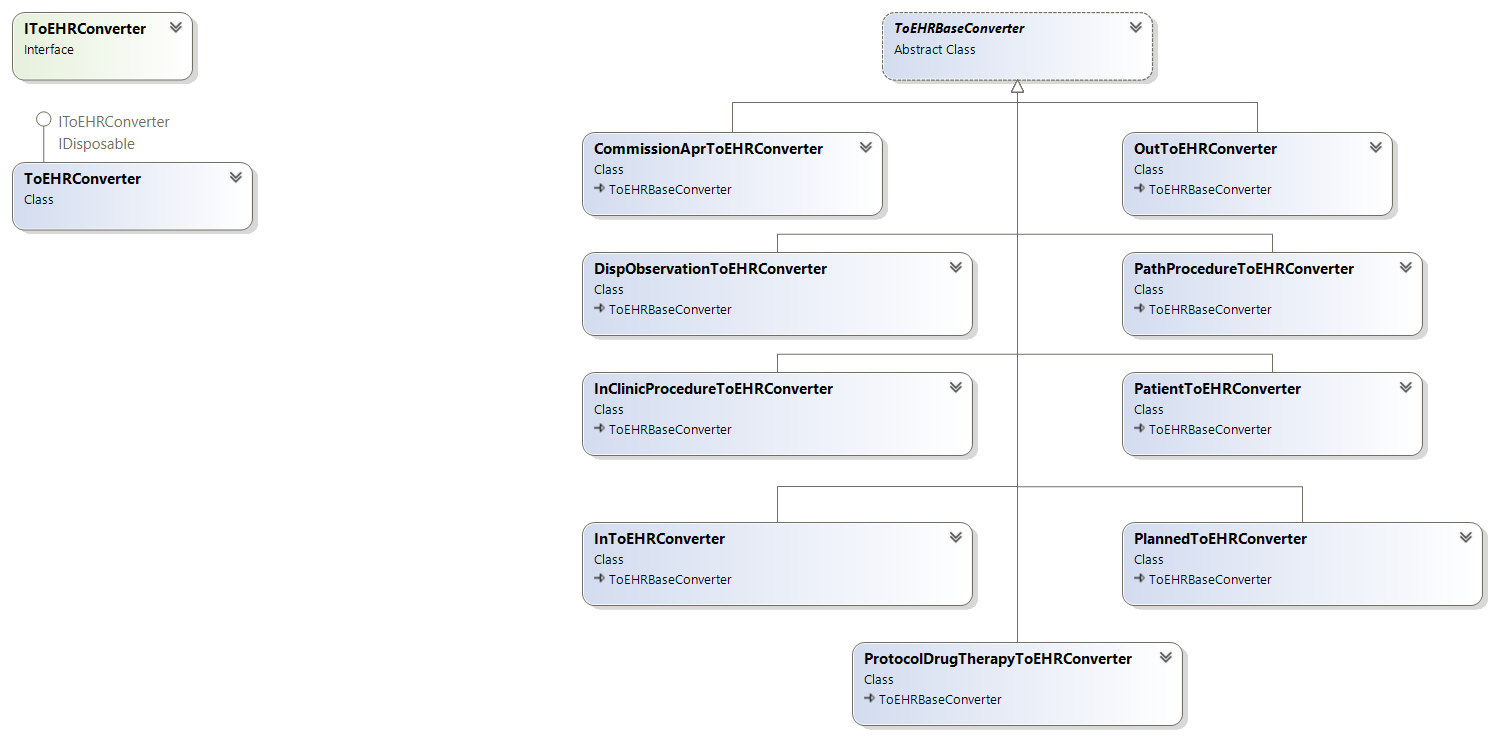 IToEHRConverter
Interface
IToEHRConverter
IDisposable
ToEHRConverter
Class
ToEHRBaseConverter
Abstract Class
CommissionAprToEHRConverter
Class
ToEHRBaseConverter
OutToEHRConverter
Class
ToEHRBaseConverter
DispObservationToEHRConverter
Class
ToEHRBaseConverter
PathProcedureToEHRConverter
Class
ToEHRBaseConverter
InClinicProcedureToEHRConverter
Class
ToEHRBaseConverter
PatientToEHRConverter
Class
ToEHRBaseConverter
InToEHRConverter
Class
ToEHRBaseConverter
PlannedToEHRConverter
Class
ToEHRBaseConverter
ProtocolDrugTherapyToEHRConverter
Class
ToEHRBaseConverter